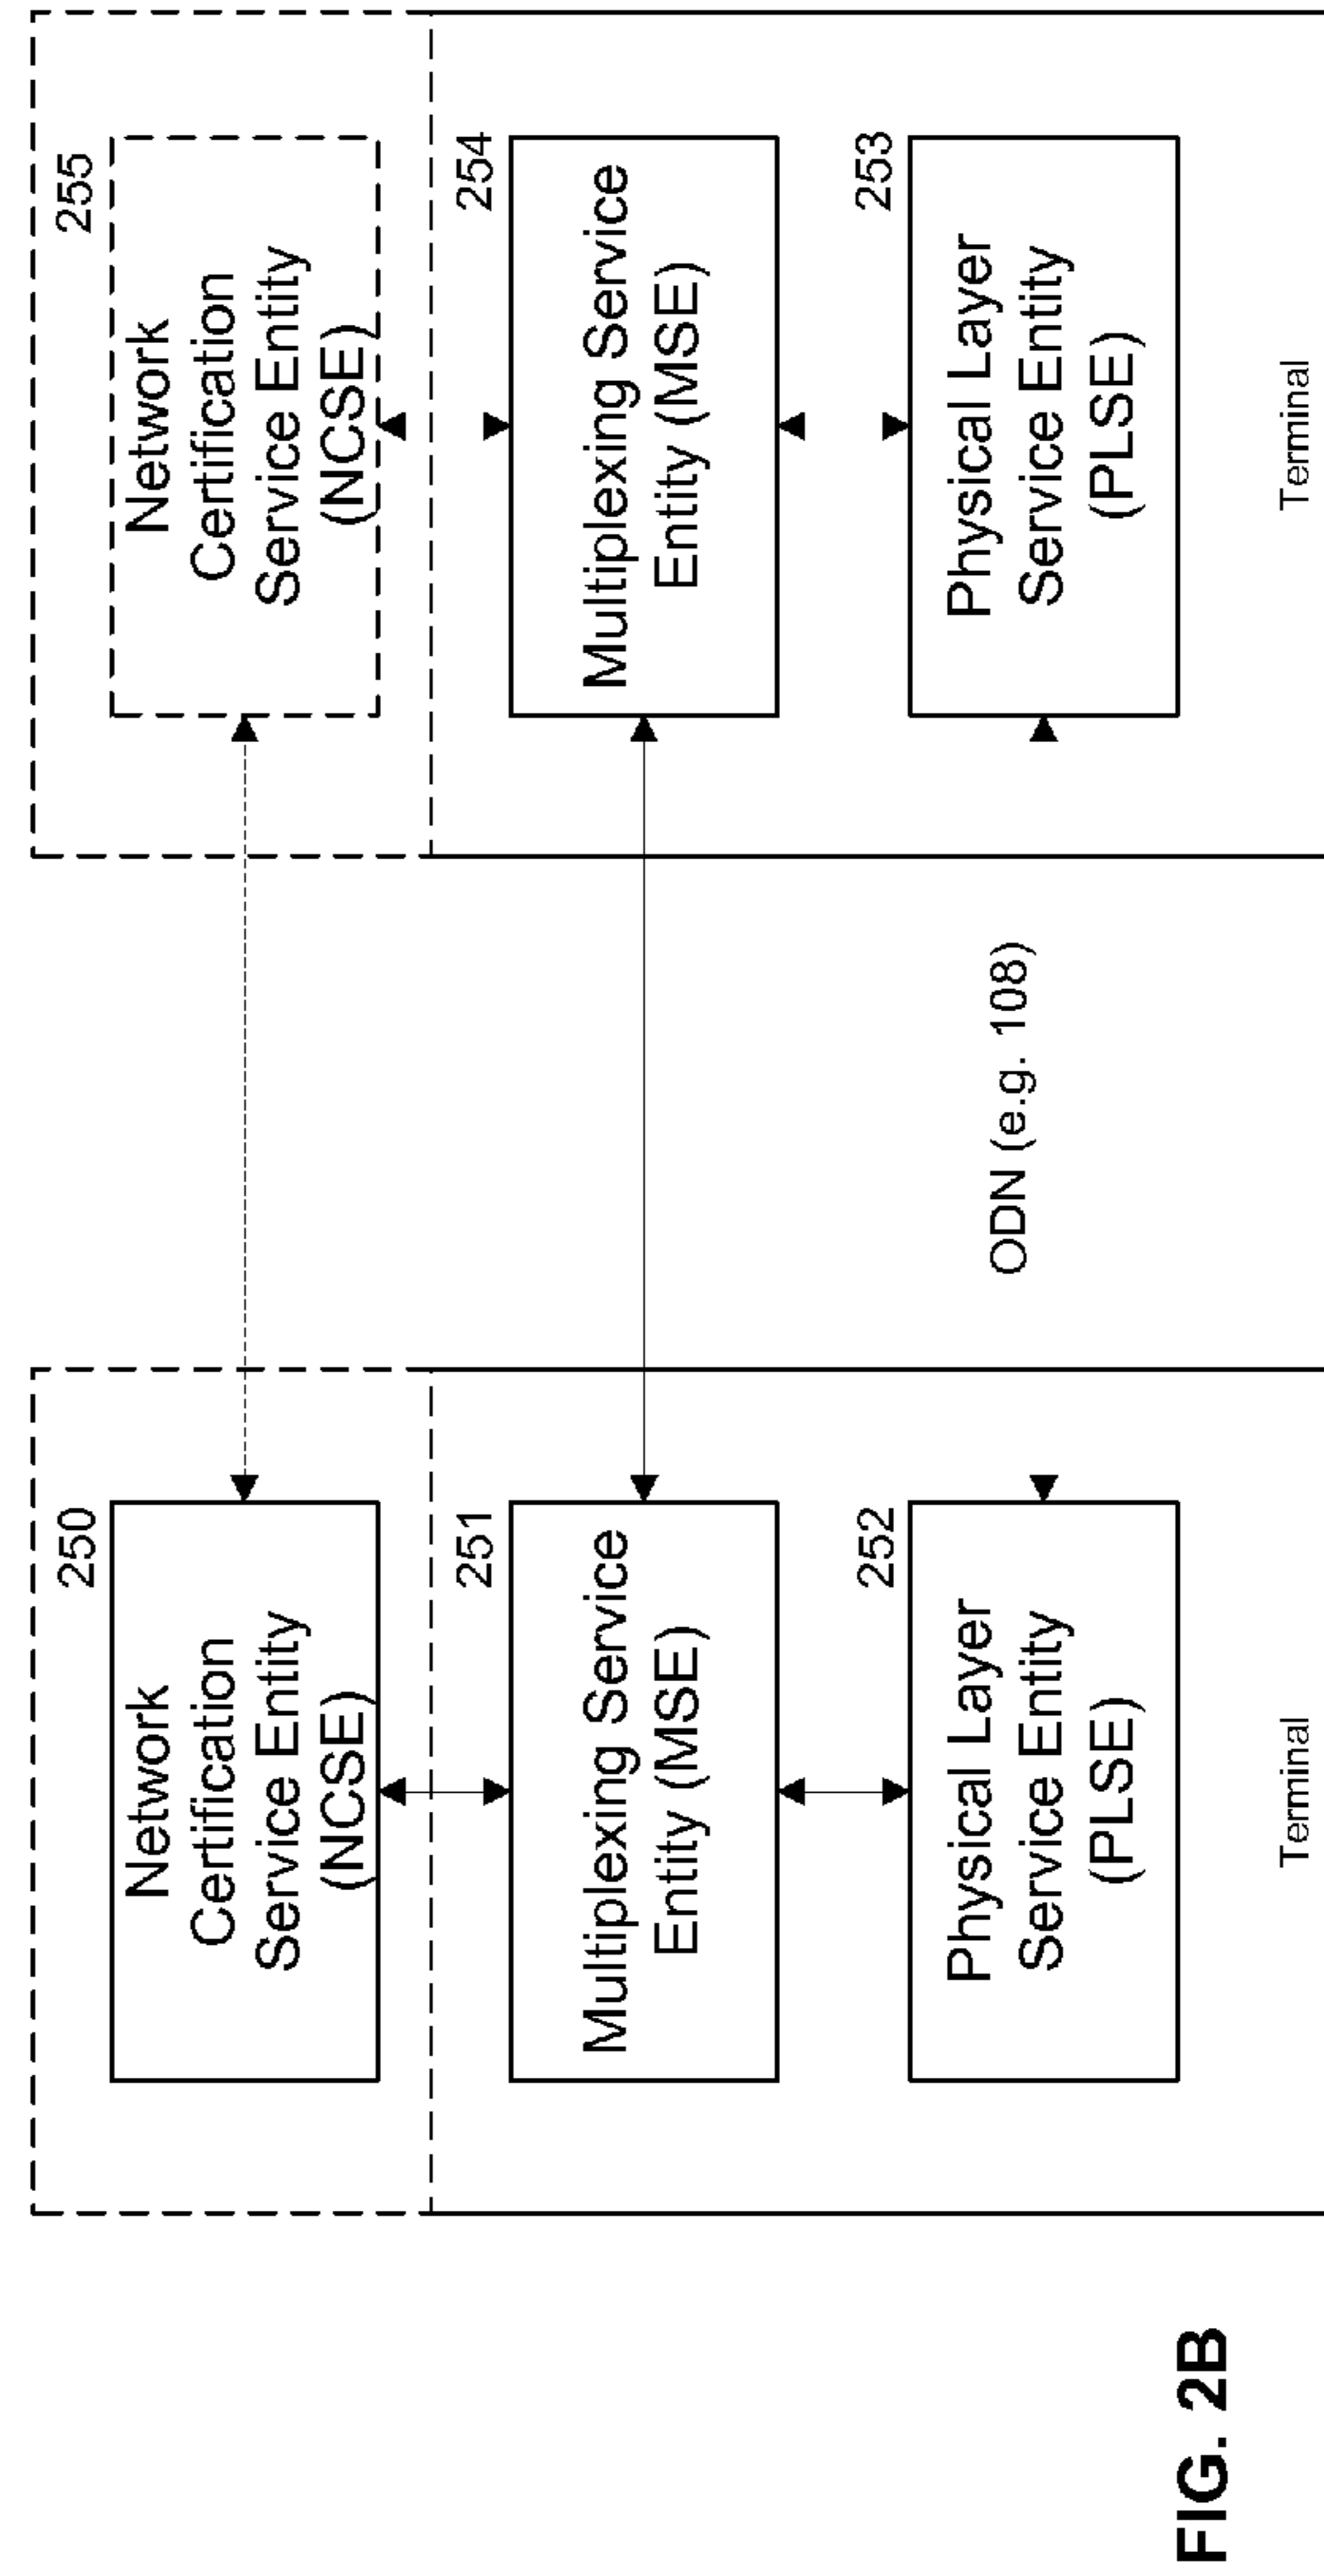 250
Network
Certification
Service Entity
(NCSE)
251
Multiplexing Service
Entity (MSE)
252
Physical Layer
Service Entity
(PLSE)
Terminal
ODN (e.g. 108)
255
Network
Certification
Service Entity
(NCSE)
254
Multiplexing Service
Entity (MSE)
253
Physical Layer
Service Entity
(PLSE)
Terminal
FIG. 2B